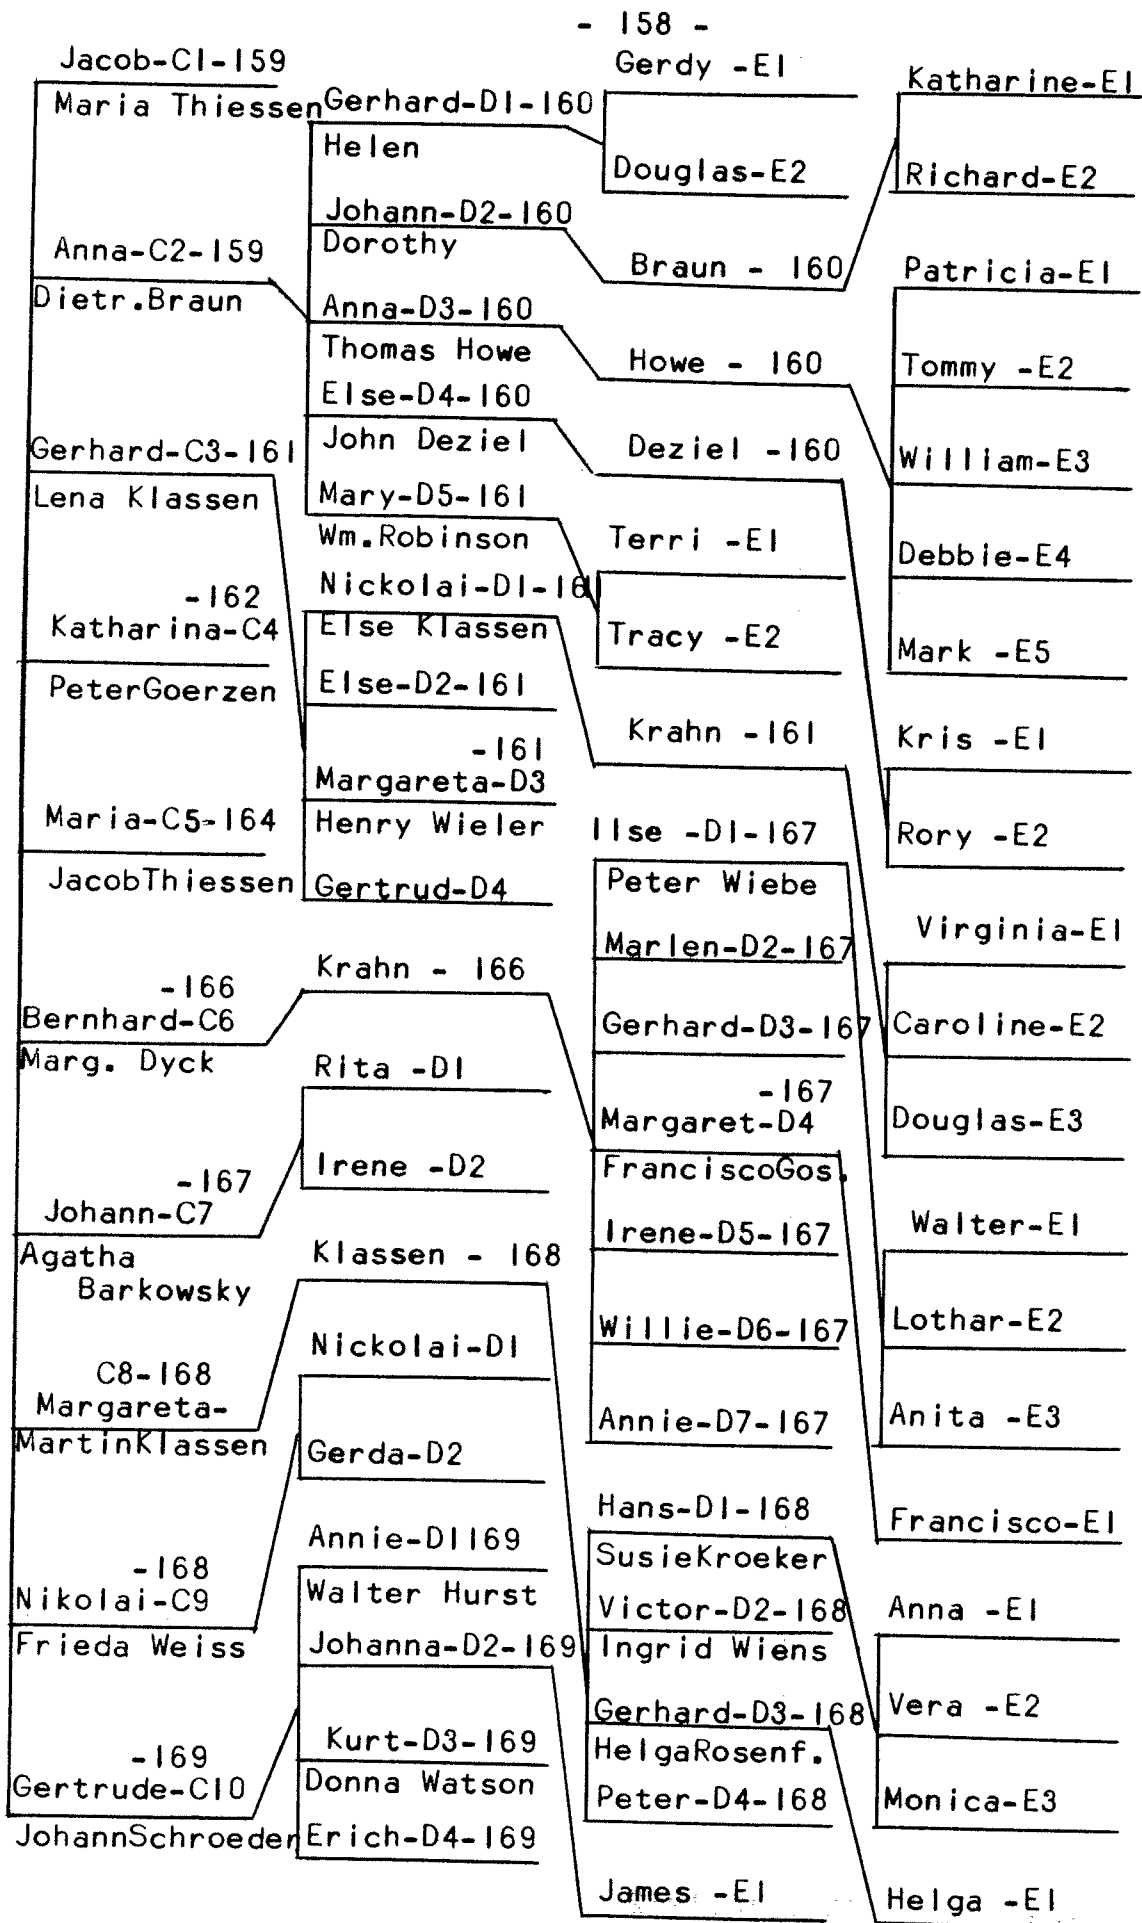 - 158 -
Jacob-C1-159
Maria Thiessen
Anna-C2-159
Dietr.Braun
Gerhard-C3-161
Lena Klassen
-162
Katharina-C4
PeterGoerzen
Maria-C5-164
JacobThiessen
-166
Bernhard-C6
Marg. Dyck
-167
Johann-C7
Agatha
Barkowsky
C8-168
Margareta-
MartinKlassen
-168
Nikolai-C9
Frieda Weiss
-169
Gertrude-C10
JohannSchroeder
Gerhard-D1-160
Helen
Johann-D2-160
Dorothy
Anna-D3-160
Thomas Howe
Else-D4-160
John Deziel
Mary-D5-161
Wm.Robinson
Nickolai-D1-161
Else Klassen
Else-D2-161
-161
Margareta-D3
Henry Wieler
Gertrud-D4
Krahn - 166
Rita -D1
Irene -D2
Klassen - 168
Nickolai-D1
Gerda-D2
Annie-D1169
Walter Hurst
Johanna-D2-169
Kurt-D3-169
Donna Watson
Erich-D4-169
Gerdy -E1
Douglas-E2
Braun - 160
Howe - 160
Deziel -160
Terri -E1
Tracy -E2
Krahn -161
Ilse -D1-167
Peter Wiebe
Marlen-D2-167
Gerhard-D3-167
-167
Margaret-D4
FranciscoGos.
Irene-D5-167
Willie-D6-167
Annie-D7-167
Hans-D1-168
SusieKroeker
Victor-D2-168
Ingrid Wiens
Gerhard-D3-168
HelgaRosenf.
Peter-D4-168
James -E1
Katharine-E1
Richard-E2
Patricia-E1
Tommy -E2
William-E3
Debbie-E4
Mark -E5
Kris -E1
Rory -E2
Virginia-E1
Caroline-E2
Douglas-E3
Walter-E1
Lothar-E2
Anita -E3
Francisco-E1
Anna -E1
Vera -E2
Monica-E3
Helga -E1